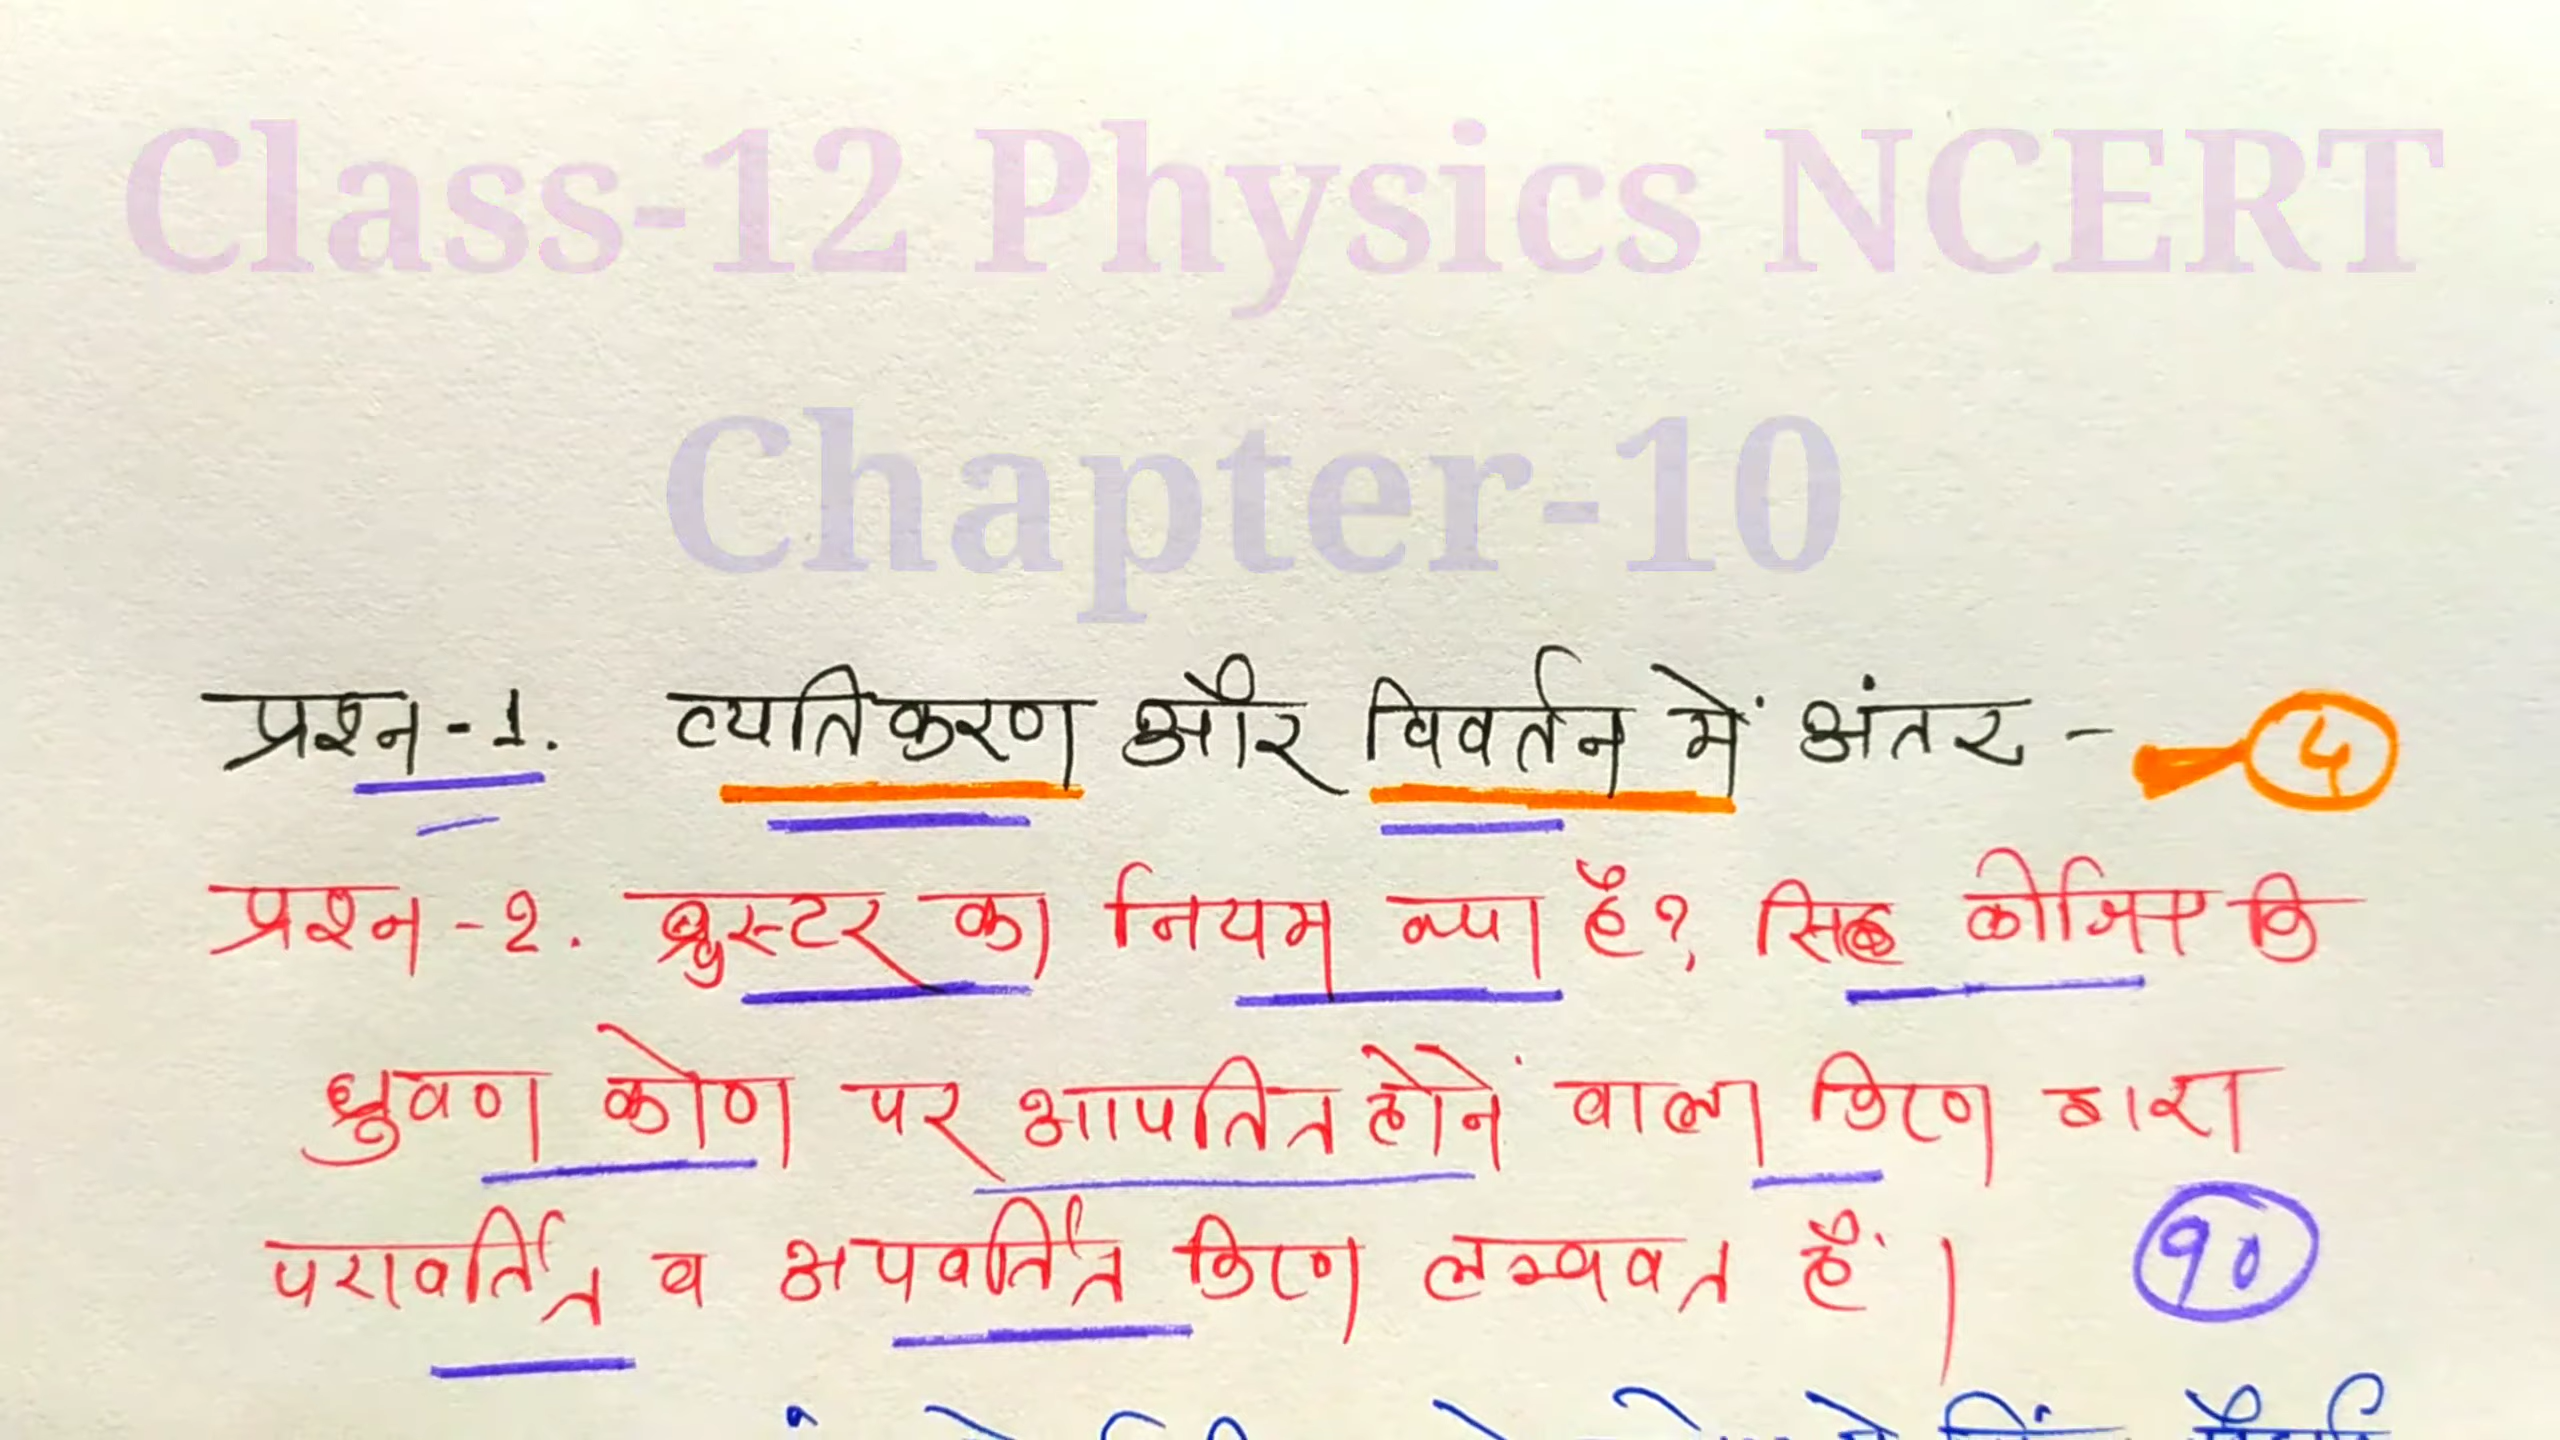 Class-12 Physics NCERT
Chapter-10
प्रश्न-1. व्यतिकरण और विवर्तन में अंतर - 4
प्रश्न-2. ब्रुस्टर का नियम क्या है? सिद्ध कीजिए कि
ध्रुवण कोण पर आपतित होनें वाला किरण द्वारा
परावर्तित व अपवर्तित किरण लम्बवत हैं। 90